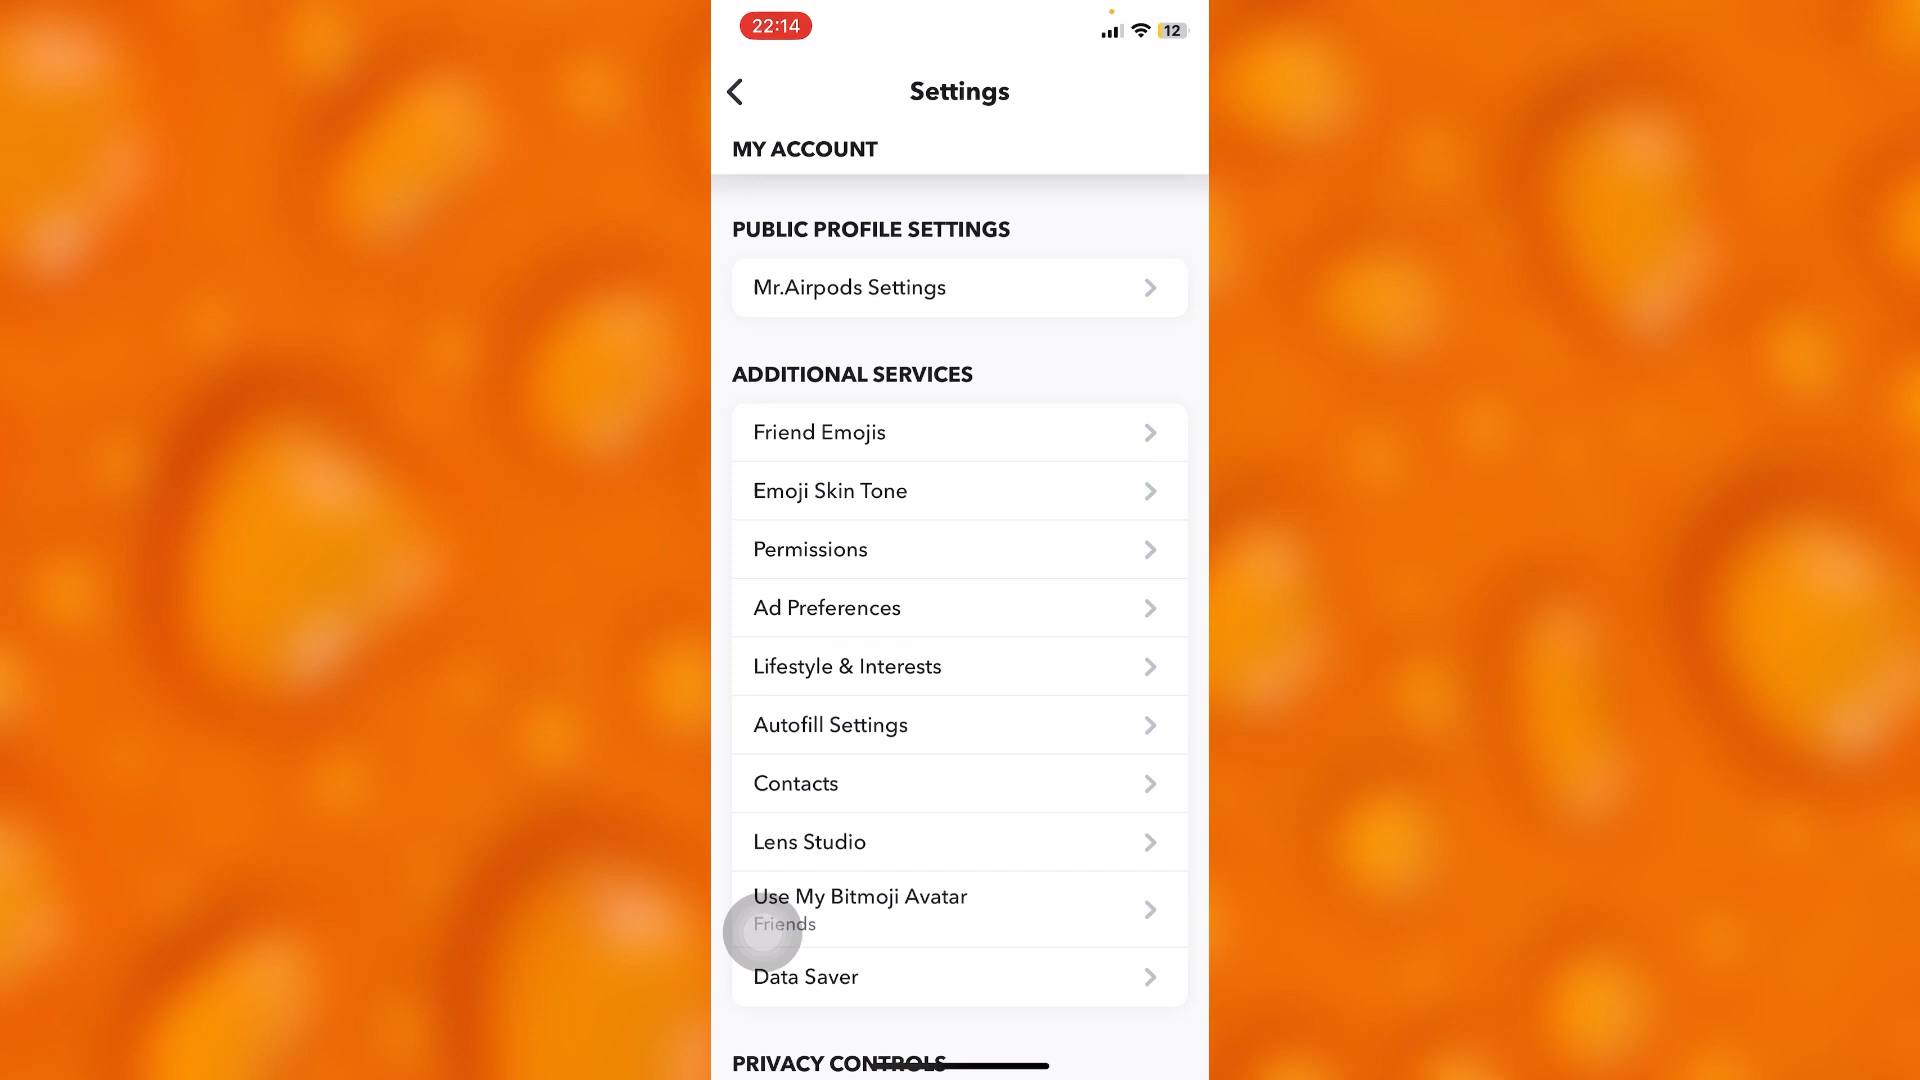 22:14
12
Settings
MY ACCOUNT
PUBLIC PROFILE SETTINGS
Mr.Airpods Settings
ADDITIONAL SERVICES
Friend Emojis
Emoji Skin Tone
Permissions
Ad Preferences
Lifestyle & Interests
Autofill Settings
Contacts
Lens Studio
Use My Bitmoji Avatar
Friends
Data Saver
PRIVACY CONTROLS